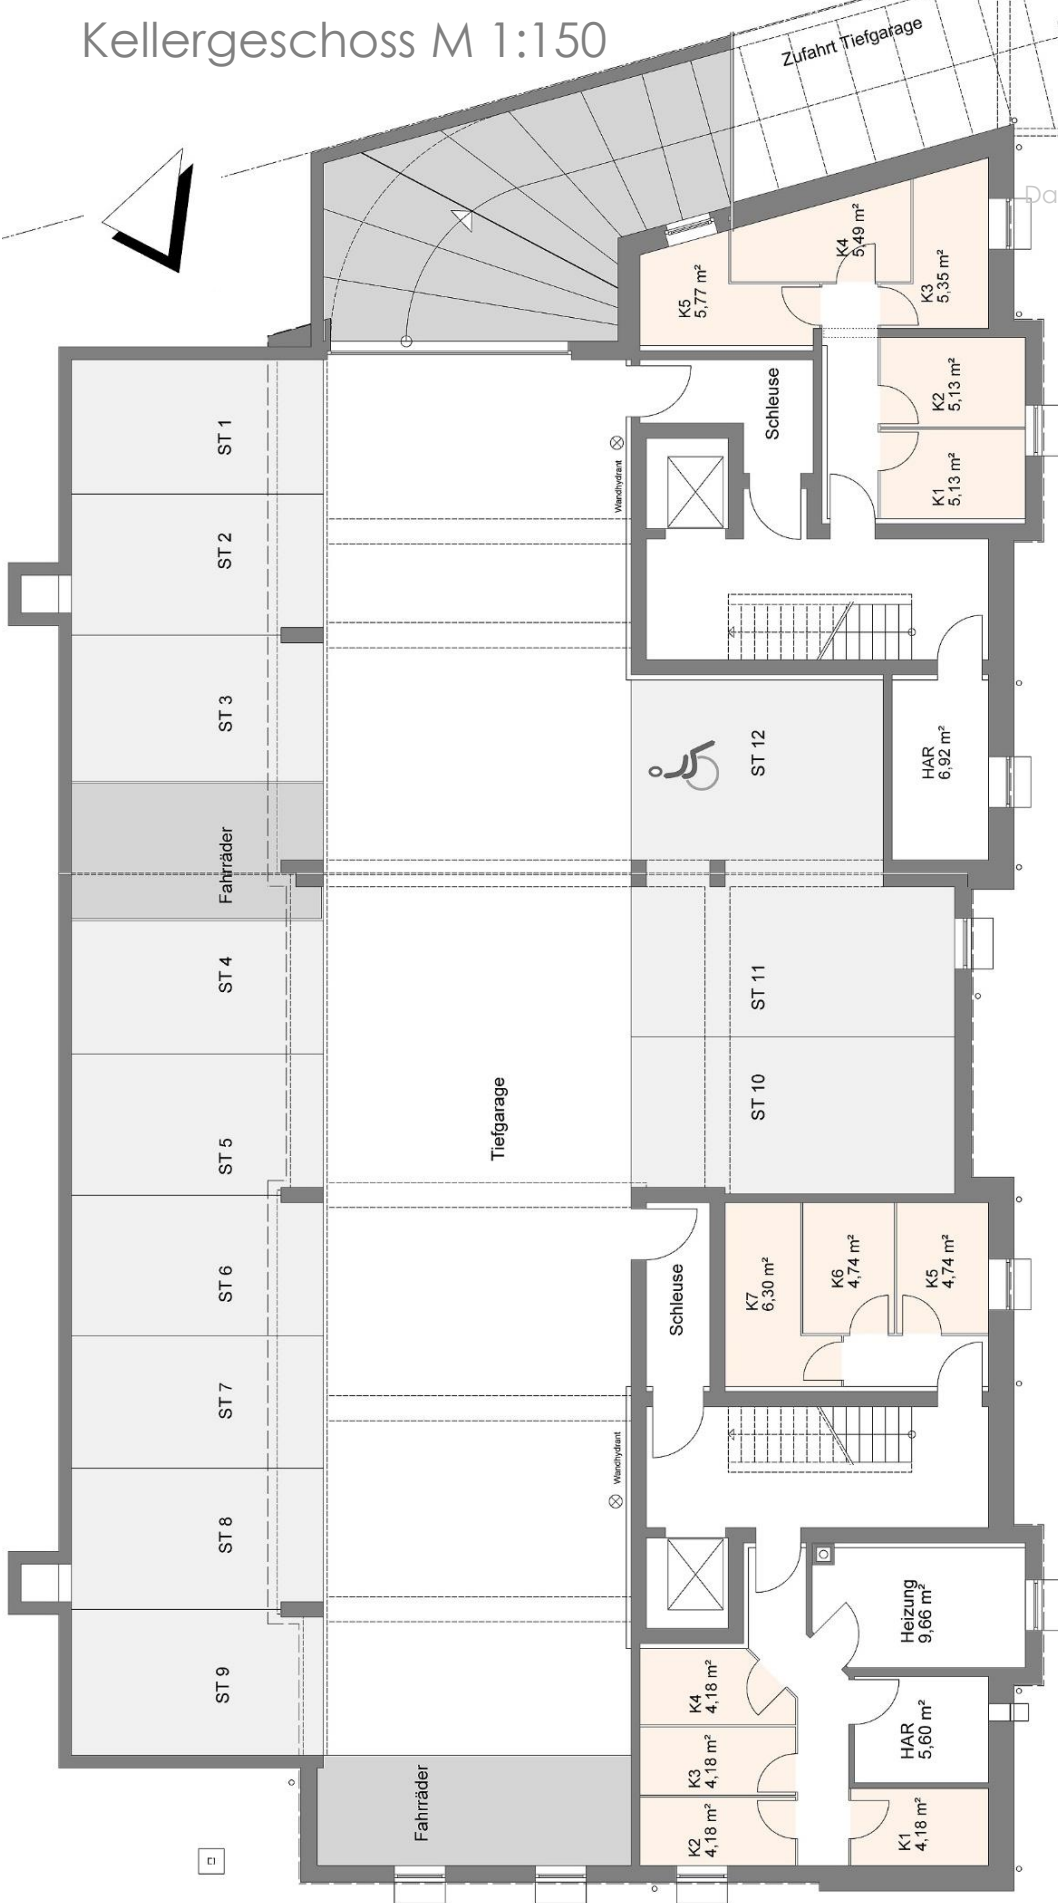 Kellergeschoss M 1:150
Zufahrt Tiefgarage
Da
K4
5,49 m²
K3
5,35 m²
K5
5,77 m²
K2
5,13 m²
K1
5,13 m²
Schleuse
Wandhydrant
ST 1
ST 2
ST 3
Fahrräder
ST 4
ST 5
ST 6
ST 7
ST 8
ST 9
ST 12
HAR
6,92 m²
ST 11
ST 10
Tiefgarage
Schleuse
K7
6,30 m²
K6
4,74 m²
K5
4,74 m²
Wandhydrant
Heizung
9,66 m²
HAR
5,60 m²
K4
4,18 m²
K3
4,18 m²
K2
4,18 m²
K1
4,18 m²
Fahrräder